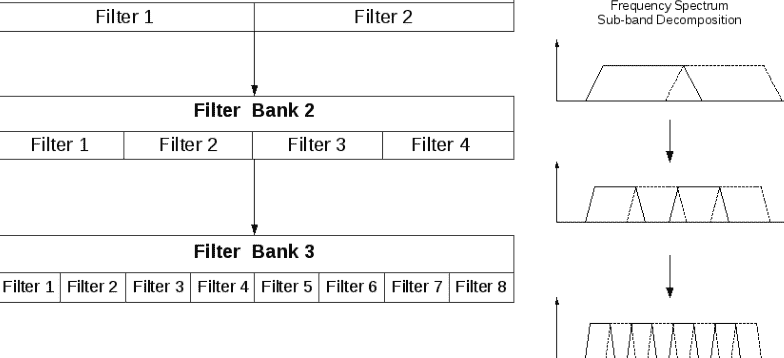 Filter 1 Filter 2
Frequency Spectrum
Sub-band Decomposition
Filter Bank 2
Filter 1 Filter 2 Filter 3 Filter 4
Filter Bank 3
Filter 1 Filter 2 Filter 3 Filter 4 Filter 5 Filter 6 Filter 7 Filter 8